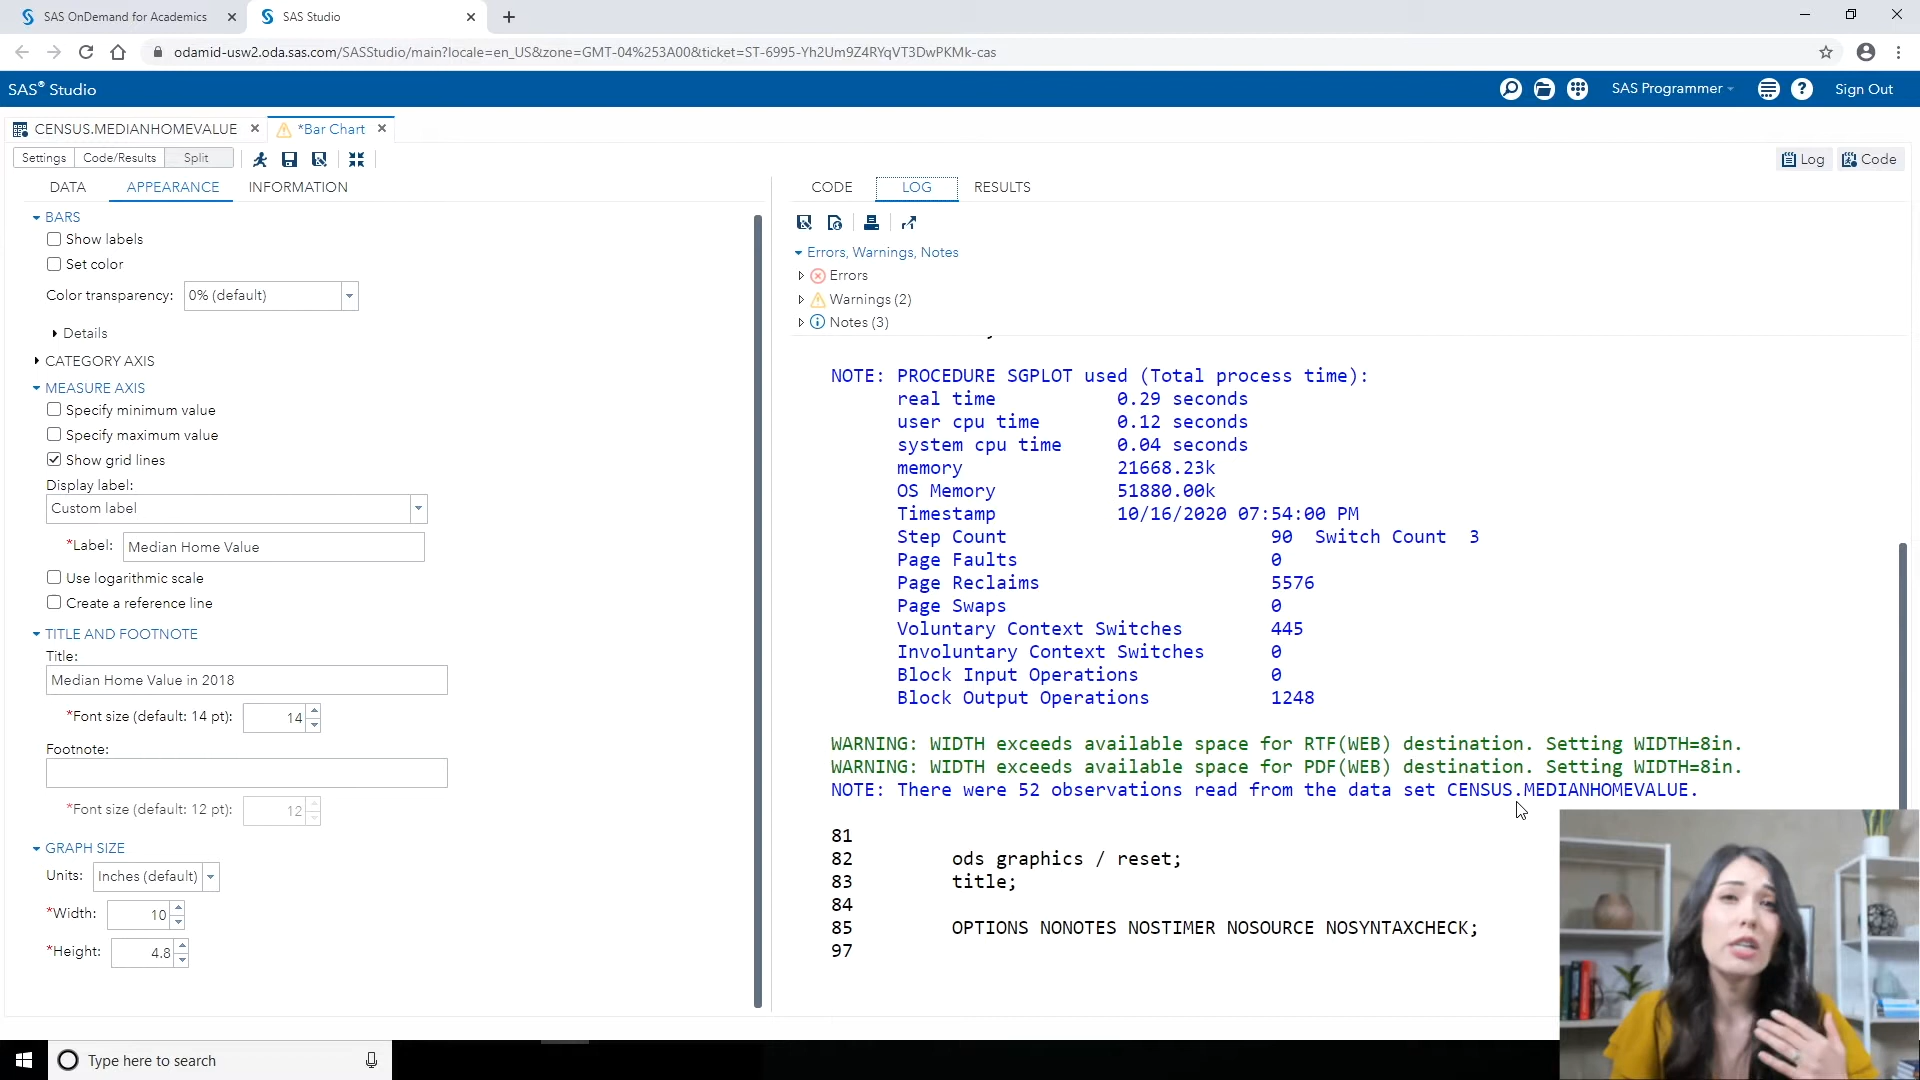 SAS OnDemand for Academics
SAS Studio
odamid-usw2.oda.sas.com/SASStudio/main?locale=en_US&zone=GMT-04%253A00&ticket=ST-6995-Yh2Um9Z4RYqVT3DwPKMk-cas
SAS® Studio
SAS Programmer
Sign Out
CENSUS.MEDIANHOMEVALUE
*Bar Chart
Settings
Code/Results
Split
Log
Code
DATA
APPEARANCE
INFORMATION
BARS
Show labels
Set color
Color transparency: 0% (default)
Details
CATEGORY AXIS
MEASURE AXIS
Specify minimum value
Specify maximum value
Show grid lines
Display label:
Custom label
*Label: Median Home Value
Use logarithmic scale
Create a reference line
TITLE AND FOOTNOTE
Title:
Median Home Value in 2018
*Font size (default: 14 pt): 14
Footnote:
*Font size (default: 12 pt): 12
GRAPH SIZE
Units: Inches (default)
*Width: 10
*Height: 4.8
CODE
LOG
RESULTS
Errors, Warnings, Notes
Errors
Warnings (2)
Notes (3)
NOTE: PROCEDURE SGPLOT used (Total process time):
real time 0.29 seconds
user cpu time 0.12 seconds
system cpu time 0.04 seconds
memory 21668.23k
OS Memory 51880.00k
Timestamp 10/16/2020 07:54:00 PM
Step Count 90 Switch Count 3
Page Faults 0
Page Reclaims 5576
Page Swaps 0
Voluntary Context Switches 445
Involuntary Context Switches 0
Block Input Operations 0
Block Output Operations 1248
WARNING: WIDTH exceeds available space for RTF(WEB) destination. Setting WIDTH=8in.
WARNING: WIDTH exceeds available space for PDF(WEB) destination. Setting WIDTH=8in.
NOTE: There were 52 observations read from the data set CENSUS.MEDIANHOMEVALUE.
81
82 ods graphics / reset;
83 title;
84
85 OPTIONS NONOTES NOSTIMER NOSOURCE NOSYNTAXCHECK;
97
Type here to search